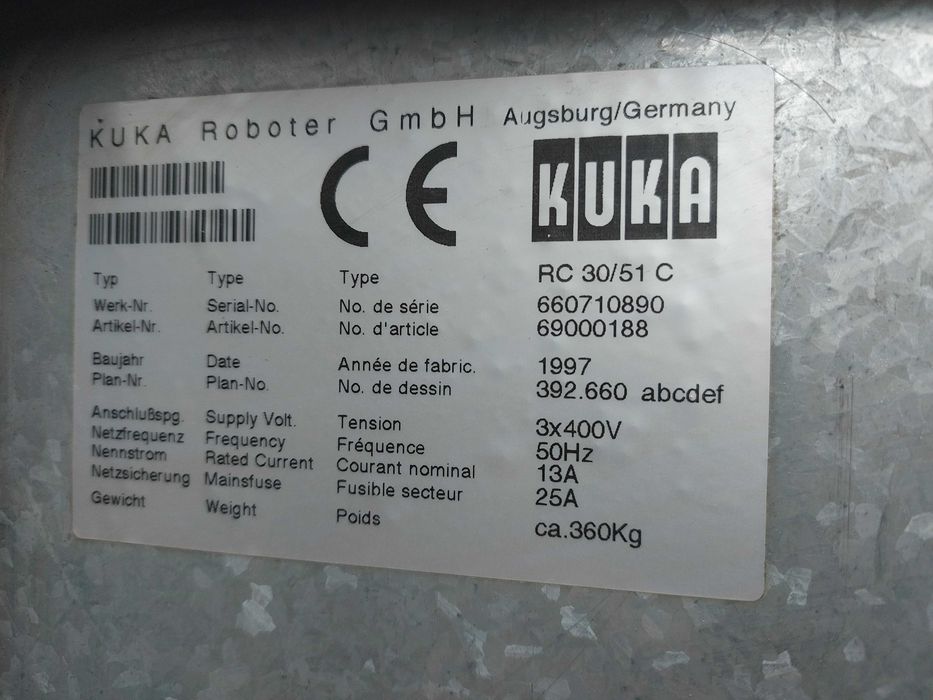 KUKA Roboter GmbH Augsburg/Germany
CE KUKA
Typ Type Type RC 30/51 C
Werk-Nr. Serial-No. No. de série 660710890
Artikel-Nr. Artikel-No. No. d'article 69000188
Baujahr Date Année de fabric. 1997
Plan-Nr. Plan-No. No. de dessin 392.660 abcdef
Anschlußspg. Supply Volt. Tension 3x400V
Netzfrequenz Frequency Fréquence 50Hz
Nennstrom Rated Current Courant nominal 13A
Netzsicherung Mainsfuse Fusible secteur 25A
Gewicht Weight Poids ca.360Kg